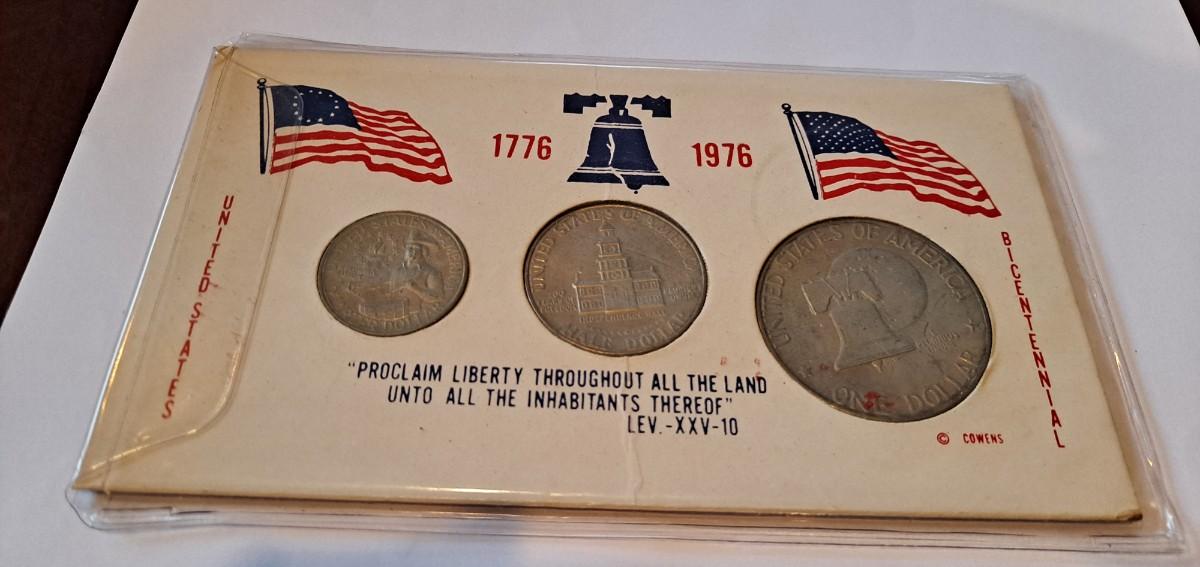 1776 1976
UNITED STATES
UNITED STATES OF AMERICA
HALF DOLLAR
UNITED STATES OF AMERICA
ONE DOLLAR
"PROCLAIM LIBERTY THROUGHOUT ALL THE LAND
UNTO ALL THE INHABITANTS THEREOF"
LEV.-XXV-10
BICENTENNIAL
© COWENS